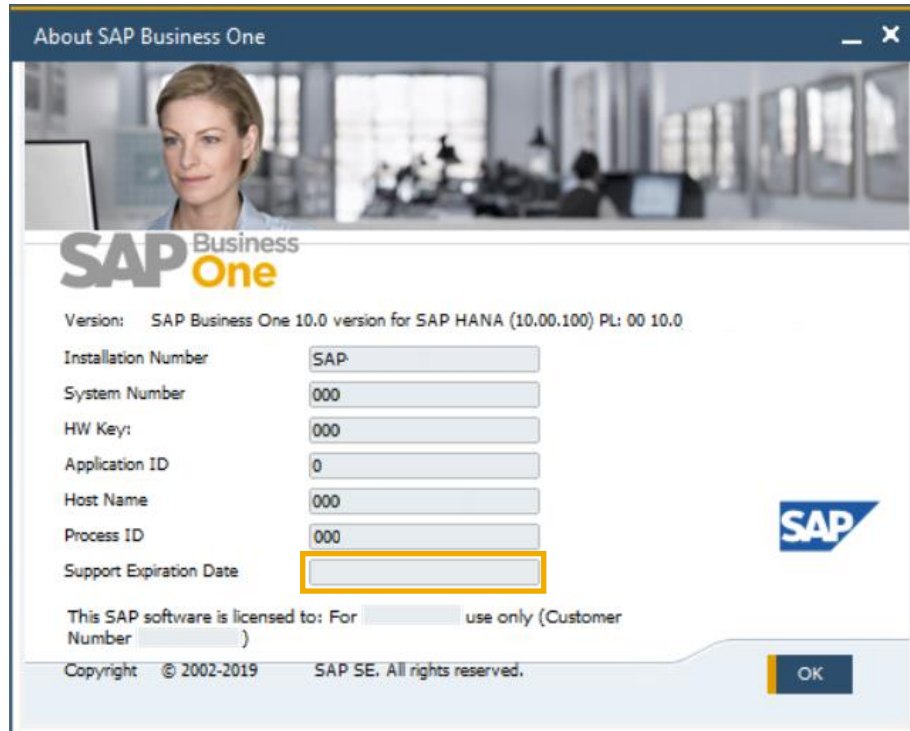 About SAP Business One
SAP Business One
Version: SAP Business One 10.0 version for SAP HANA (10.00.100) PL: 00 10.0
Installation Number SAP
System Number 000
HW Key: 000
Application ID 0
Host Name 000
Process ID 000
SAP
Support Expiration Date
This SAP software is licensed to: For use only (Customer
Number )
Copyright © 2002-2019 SAP SE. All rights reserved.
OK